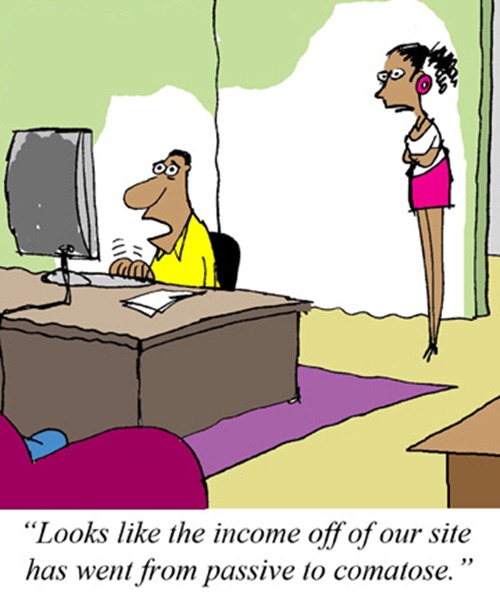 “Looks like the income off of our site
has went from passive to comatose.”